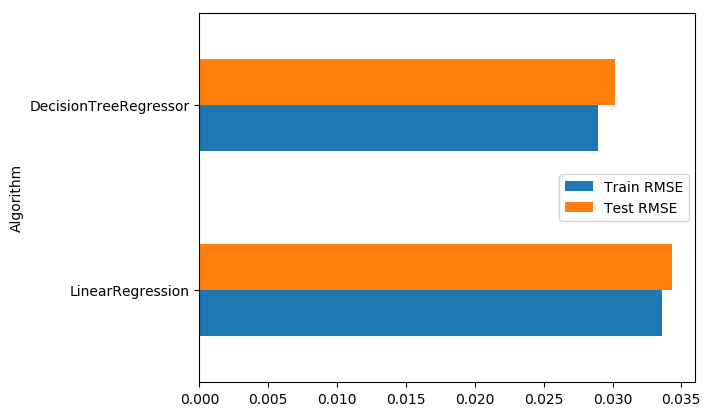 DecisionTreeRegressor
Algorithm
Train RMSE
Test RMSE
LinearRegression
0.000 0.005 0.010 0.015 0.020 0.025 0.030 0.035